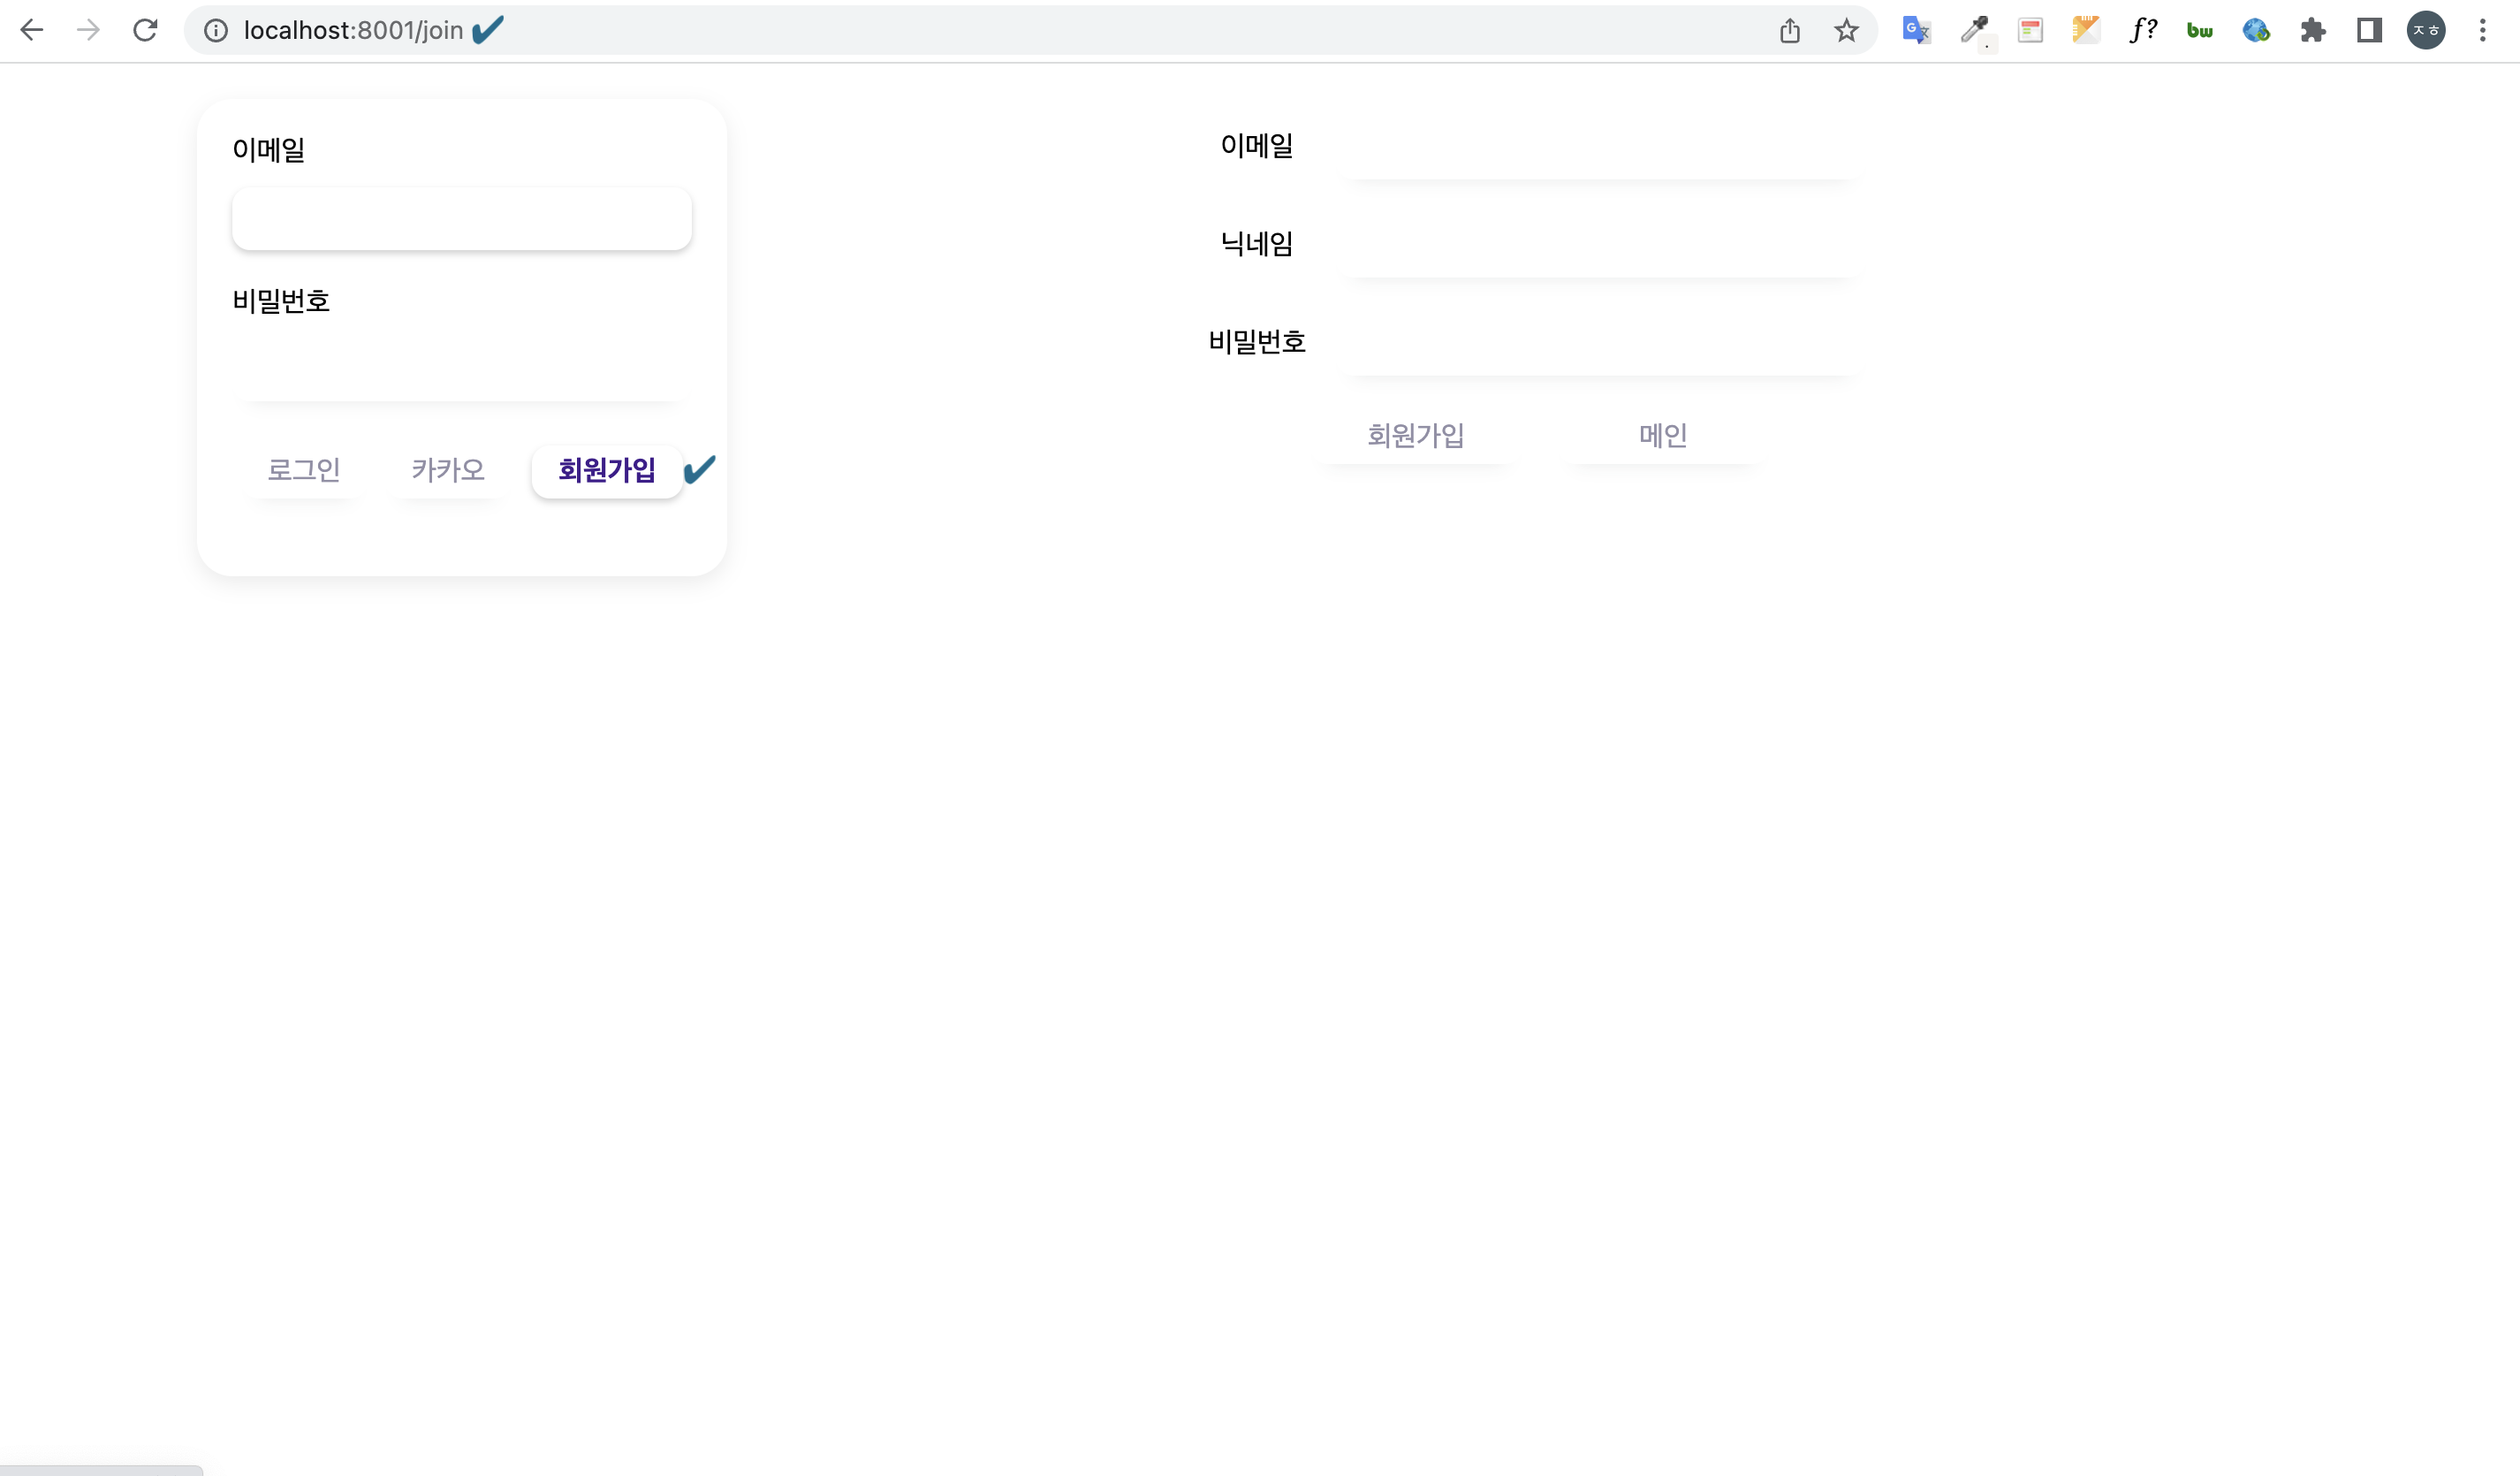 localhost:8001/join ✔
f?
bw
ㅈㅎ
이메일
비밀번호
로그인 카카오 회원가입 ✔
이메일
닉네임
비밀번호
회원가입 메인